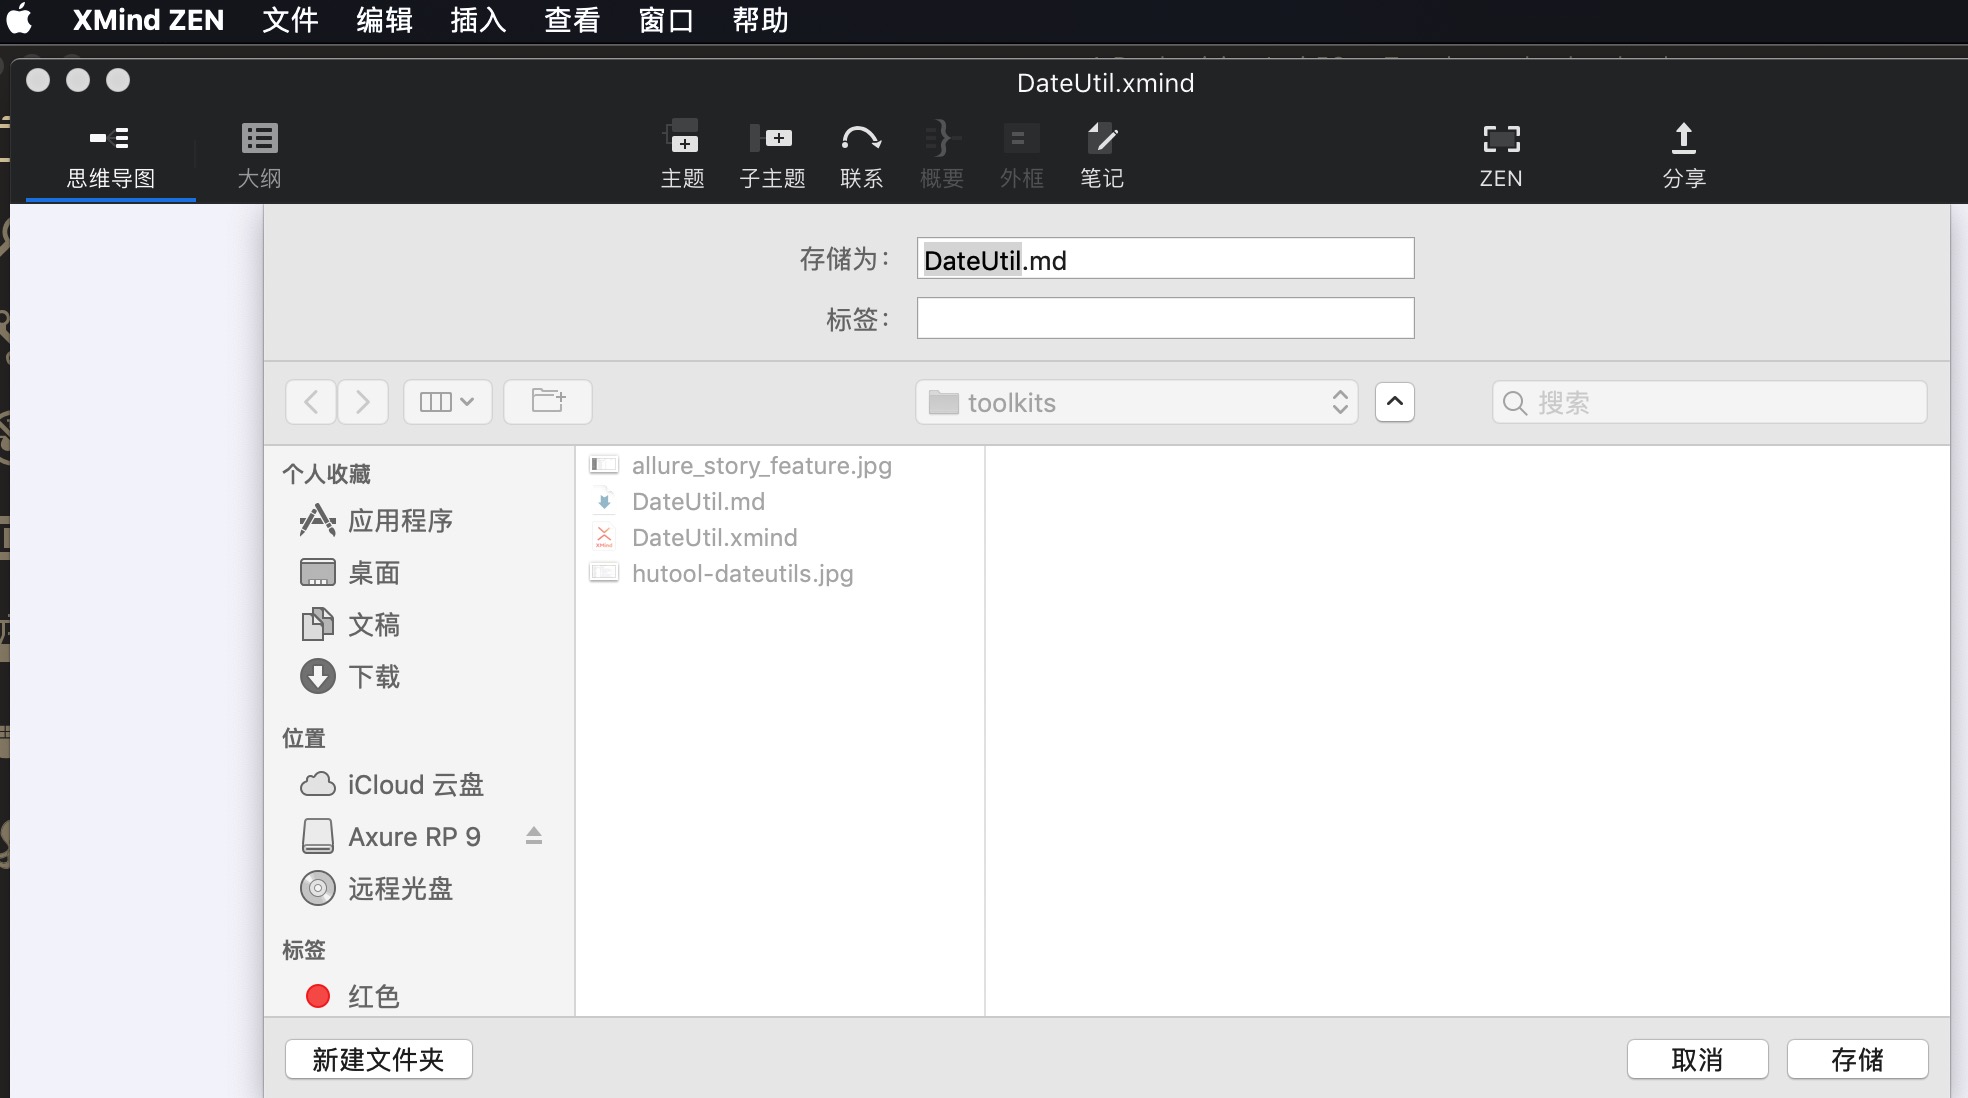 XMind ZEN 文件 编辑 插入 查看 窗口 帮助
DateUtil.xmind
思维导图 大纲 主题 子主题 联系 概要 外框 笔记 ZEN 分享
存储为： DateUtil.md
标签：
toolkits 搜索
个人收藏
应用程序
桌面
文稿
下载
位置
iCloud 云盘
Axure RP 9
远程光盘
标签
红色
allure_story_feature.jpg
DateUtil.md
DateUtil.xmind
hutool-dateutils.jpg
新建文件夹 取消 存储